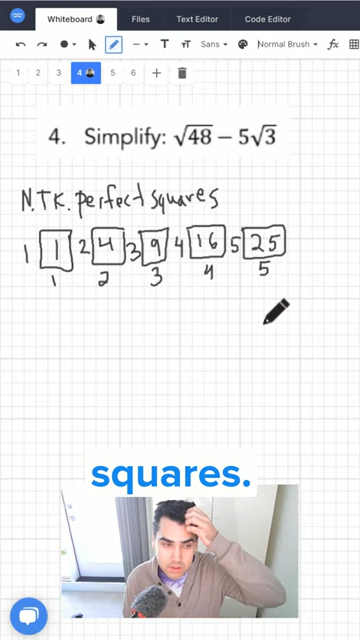 Whiteboard
Files
Text Editor
Code Editor
Sans
Normal Brush
fx
1 2 3 4 5 6
4. Simplify: √48 − 5√3
N.T.K. perfect squares
1 1 2 4 3 9 4 16 5 25
1 2 3 4 5
squares.